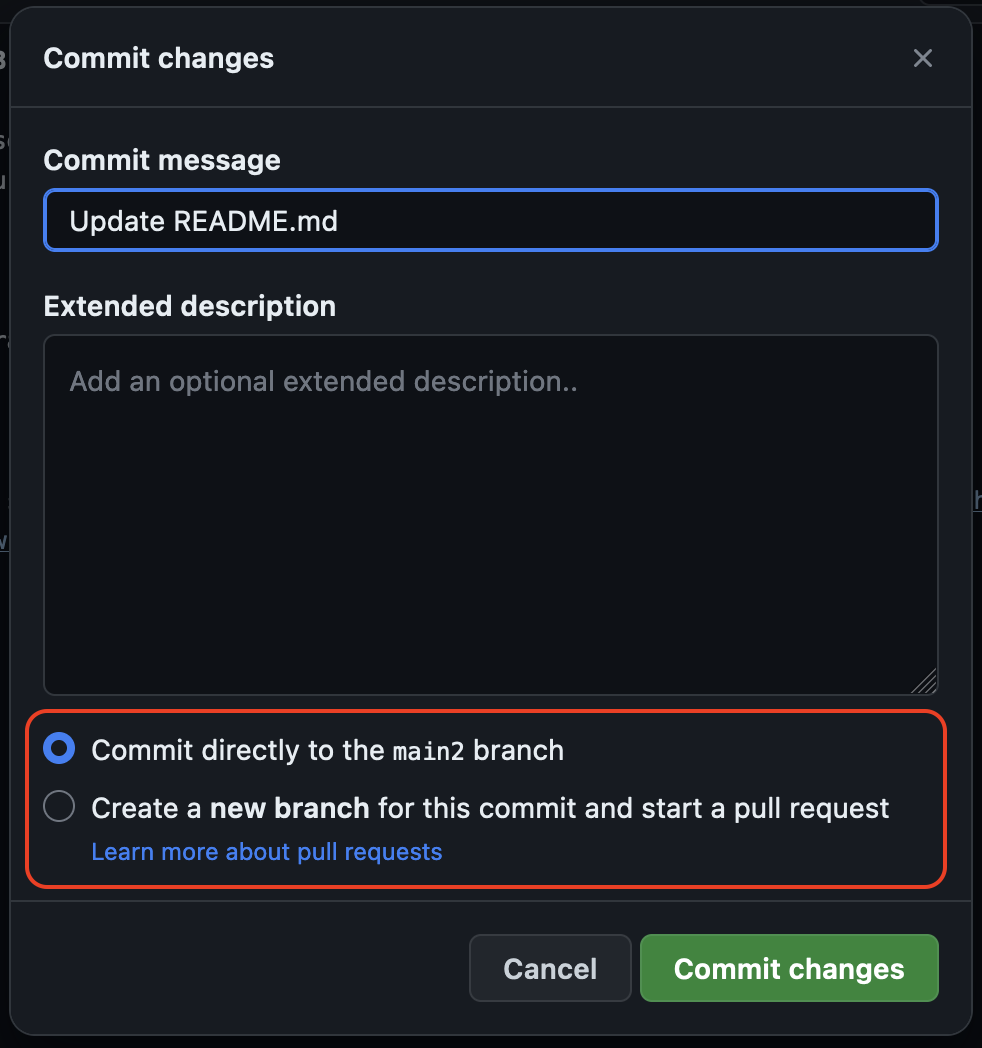 Commit changes
Commit message
Update README.md
Extended description
Add an optional extended description..
Commit directly to the main2 branch
Create a new branch for this commit and start a pull request
Learn more about pull requests
Cancel
Commit changes